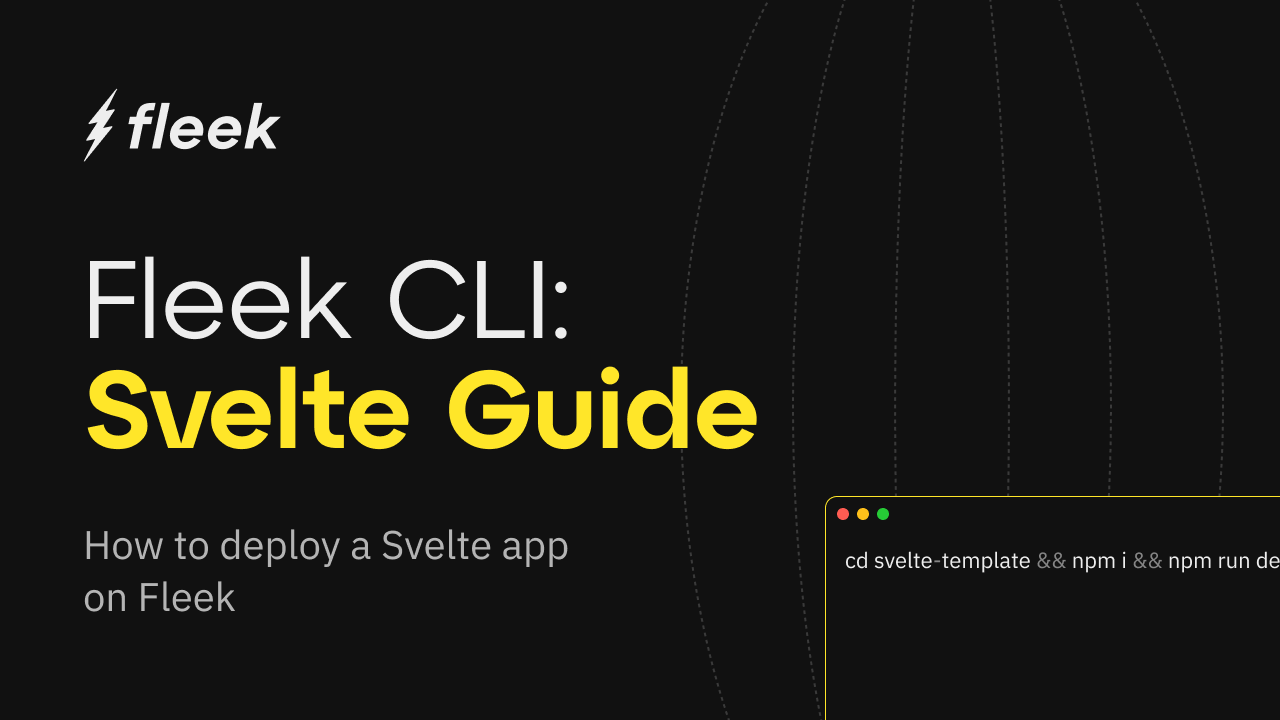 fleek
Fleek CLI:
Svelte Guide
How to deploy a Svelte app
on Fleek
cd svelte-template && npm i && npm run de